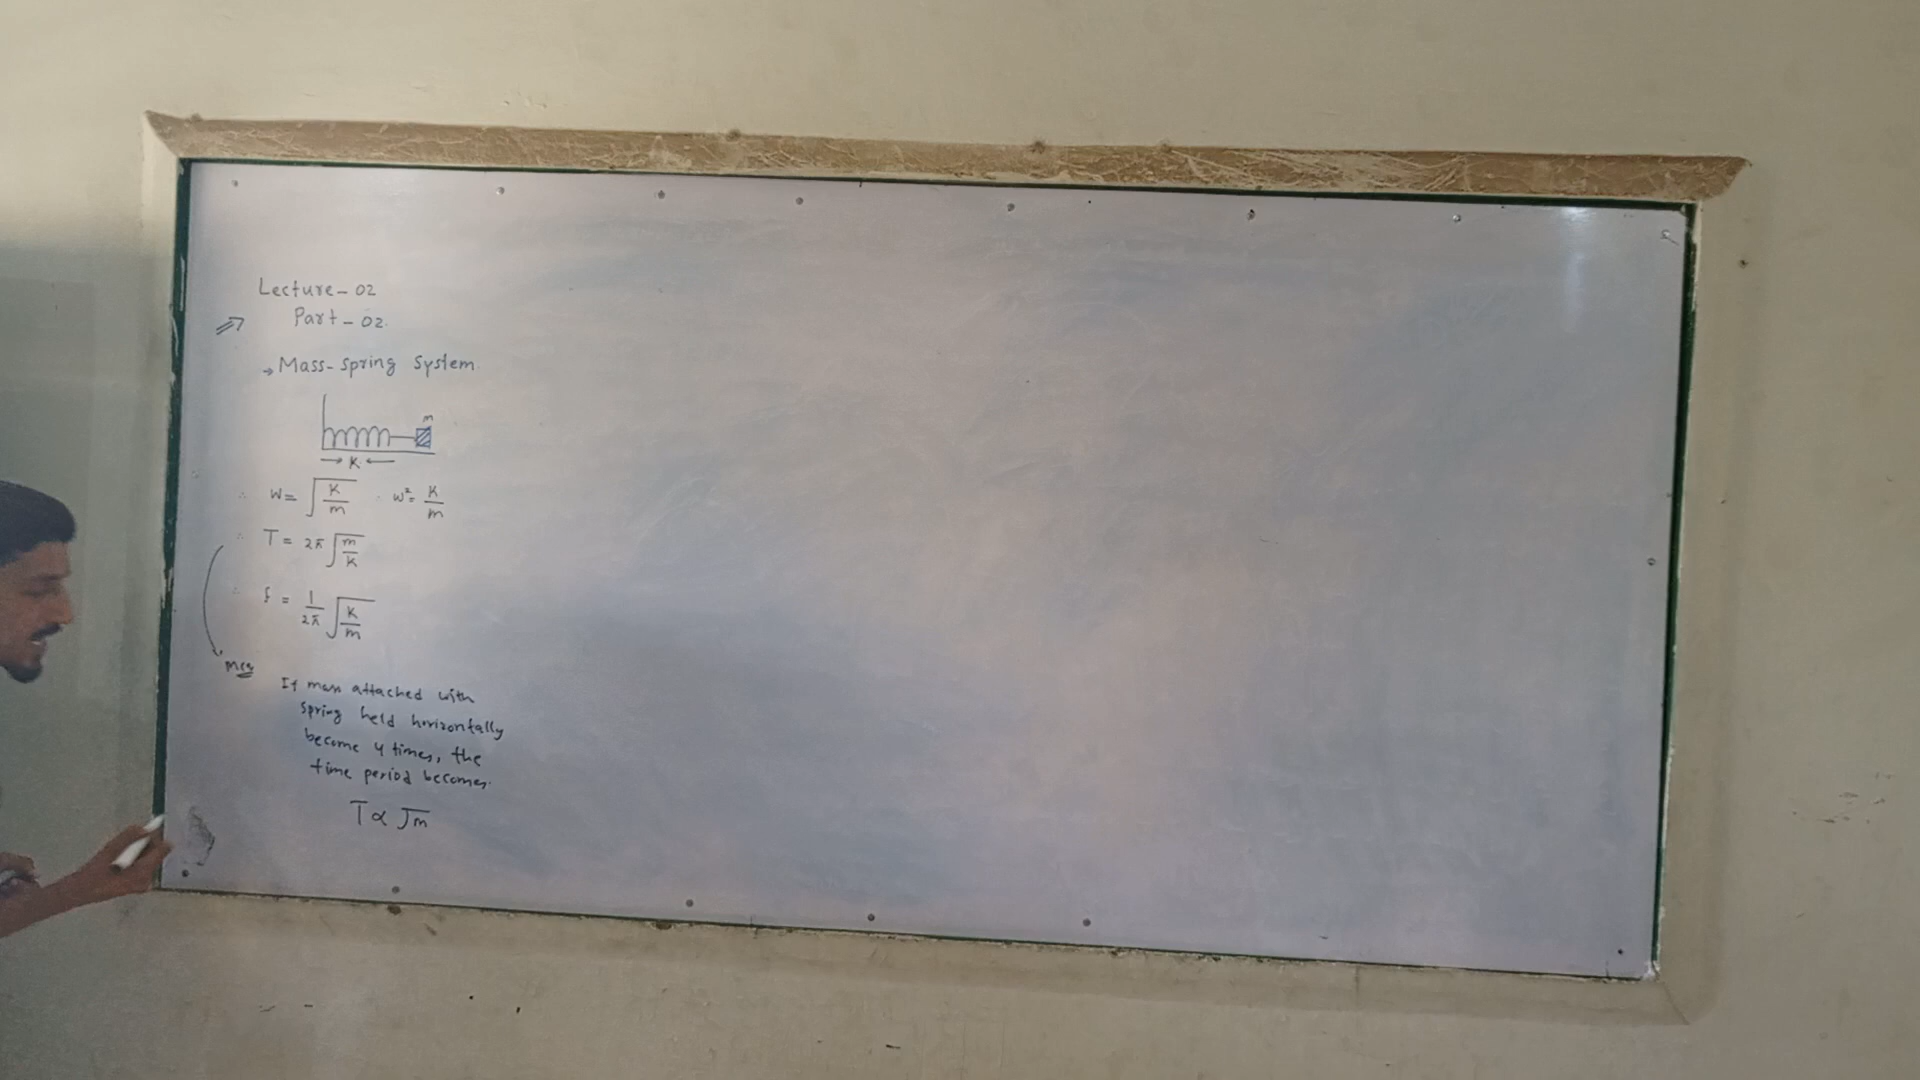 Lecture-02
Part-02.
→ Mass-spring system.
m
→ K ←
∴ W = √(K/m) ∴ w² = K/m
∴ T = 2π √(m/k)
∴ f = 1/2π √(k/m)
Mcq
If mass attached with
spring held horizontally
become 4 times, the
time period becomes.
T ∝ √m